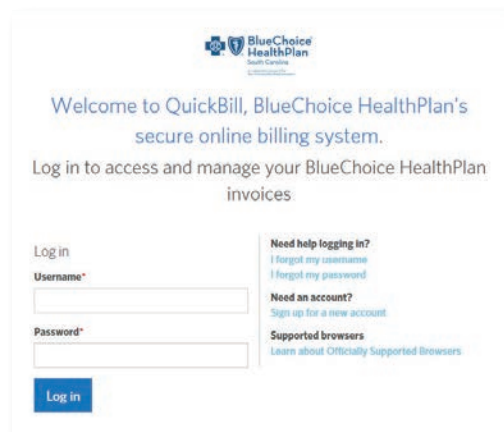 BlueChoice
HealthPlan
South Carolina
Welcome to QuickBill, BlueChoice HealthPlan's
secure online billing system.
Log in to access and manage your BlueChoice HealthPlan
invoices
Log in
Username*
Password*
Log in
Need help logging in?
I forgot my username
I forgot my password
Need an account?
Sign up for a new account
Supported browsers
Learn about Officially Supported Browsers